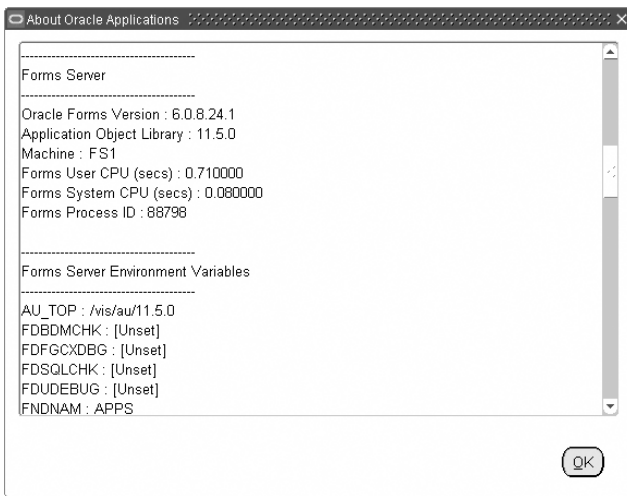 About Oracle Applications
----------------------------------------
Forms Server
----------------------------------------
Oracle Forms Version : 6.0.8.24.1
Application Object Library : 11.5.0
Machine : FS1
Forms User CPU (secs) : 0.710000
Forms System CPU (secs) : 0.080000
Forms Process ID : 88798
----------------------------------------
Forms Server Environment Variables
----------------------------------------
AU_TOP : /vis/au/11.5.0
FDBDMCHK : [Unset]
FDFGCXDBG : [Unset]
FDSQLCHK : [Unset]
FDUDEBUG : [Unset]
FNDNAM : APPS
OK